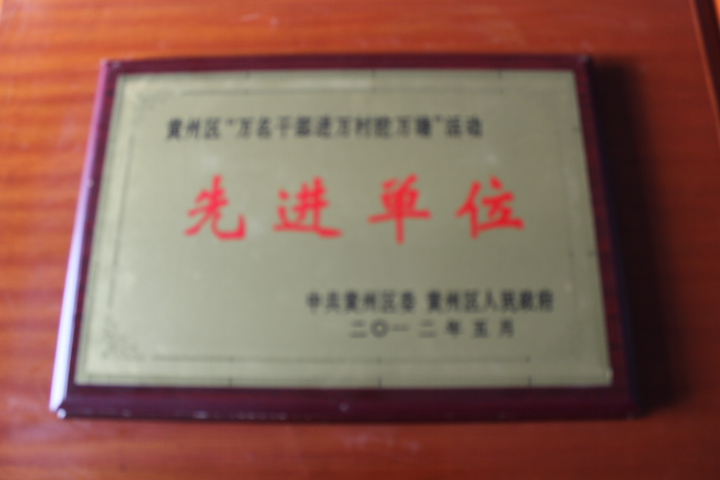 黄州区“万名干部进万村挖万塘”活动
先进单位
中共黄州区委 黄州区人民政府
二〇一二年五月